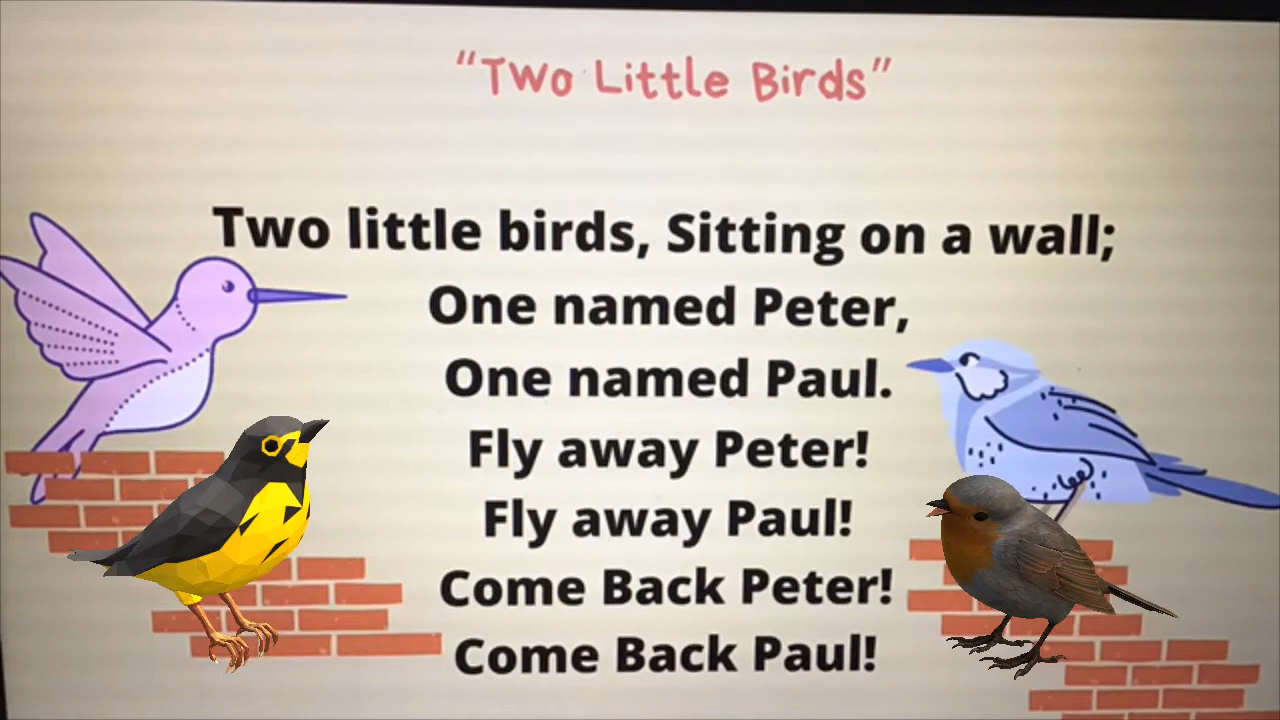 "Two Little Birds"
Two little birds, Sitting on a wall;
One named Peter,
One named Paul.
Fly away Peter!
Fly away Paul!
Come Back Peter!
Come Back Paul!